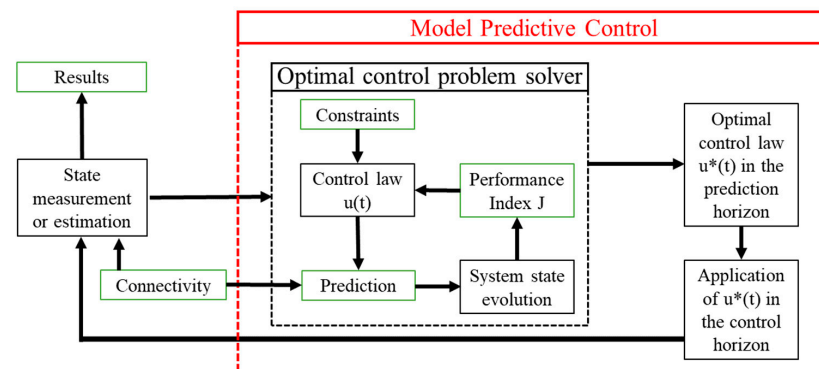 Model Predictive Control
Results
Optimal control problem solver
Constraints
State
measurement
or estimation
Control law
u(t)
Performance
Index J
Optimal
control law
u*(t) in the
prediction
horizon
Connectivity
Prediction
System state
evolution
Application
of u*(t) in
the control
horizon